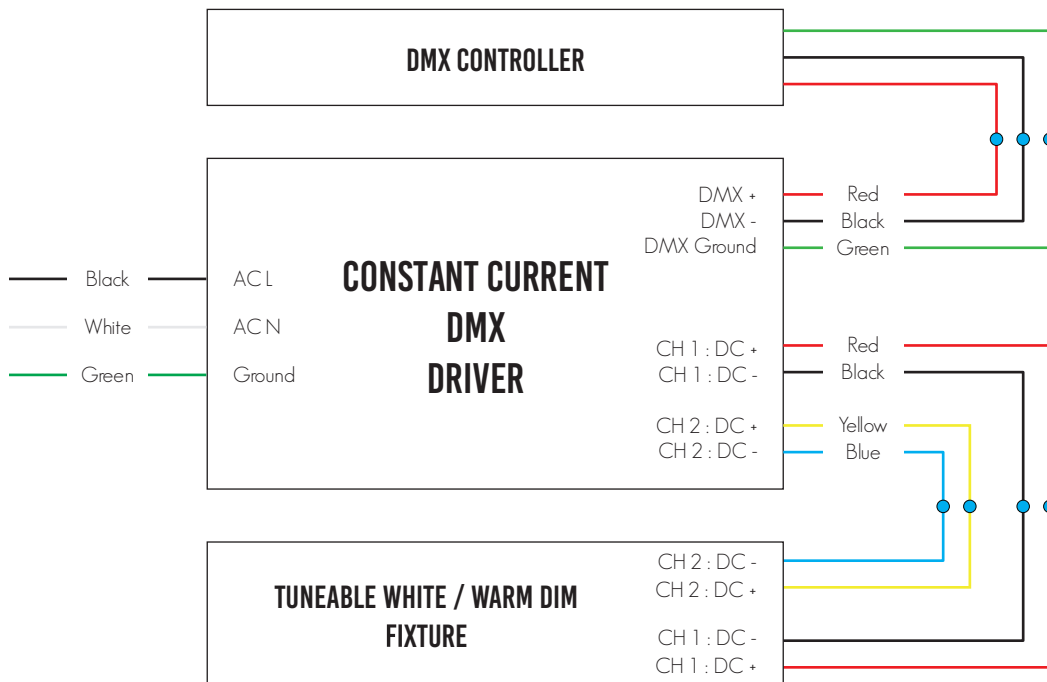 DMX CONTROLLER
DMX +
Red
DMX -
Black
DMX Ground
Green
Black
AC L
White
AC N
Green
Ground
CONSTANT CURRENT
DMX
DRIVER
CH 1 : DC +
Red
CH 1 : DC -
Black
CH 2 : DC +
Yellow
CH 2 : DC -
Blue
TUNEABLE WHITE / WARM DIM
FIXTURE
CH 2 : DC -
CH 2 : DC +
CH 1 : DC -
CH 1 : DC +